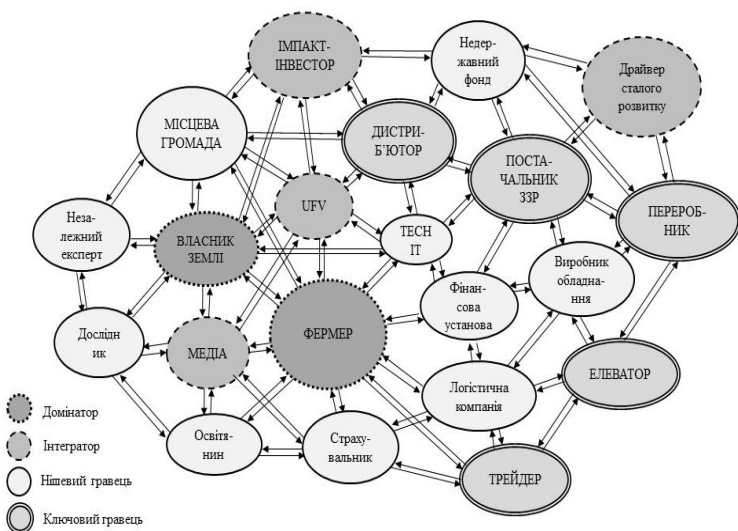 ІМПАКТ-
ІНВЕСТОР
Недер-
жавний
фонд
Драйвер
сталого
розвитку
МІСЦЕВА
ГРОМАДА
ДИСТРИ-
Б'ЮТОР
ПОСТА-
ЧАЛЬНИК
ЗЗР
UFV
ПЕРЕРОБ-
НИК
Неза-
лежний
експерт
ВЛАСНИК
ЗЕМЛІ
TECH
IT
Виробник
обладна-
ння
Фінан-
сова
установа
Дослід
ник
МЕДІА
ФЕРМЕР
ЕЛЕВАТОР
Логістична
компанія
Освітя-
нин
Страху-
вальник
ТРЕЙДЕР
Домінатор
Інтегратор
Нішевий гравець
Ключовий гравець